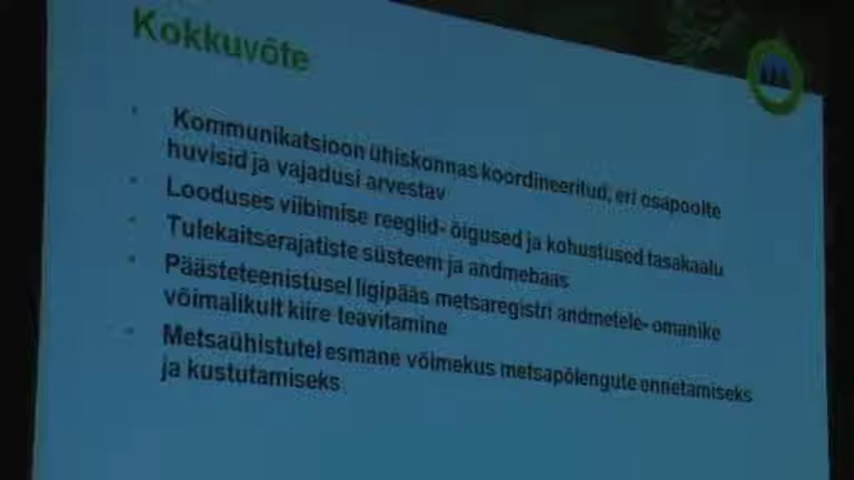 Kokkuvõte
Kommunikatsioon ühiskonnas koordineeritud, eri osapoolte
huvisid ja vajadusi arvestav
Looduses viibimise reeglid- õigused ja kohustused tasakaalu
Tulekaitserajatiste süsteem ja andmebaas
Päästeteenistusel ligipääs metsaregistri andmetele- omanike
võimalikult kiire teavitamine
Metsaühistutel esmane võimekus metsapõlengute ennetamiseks
ja kustutamiseks